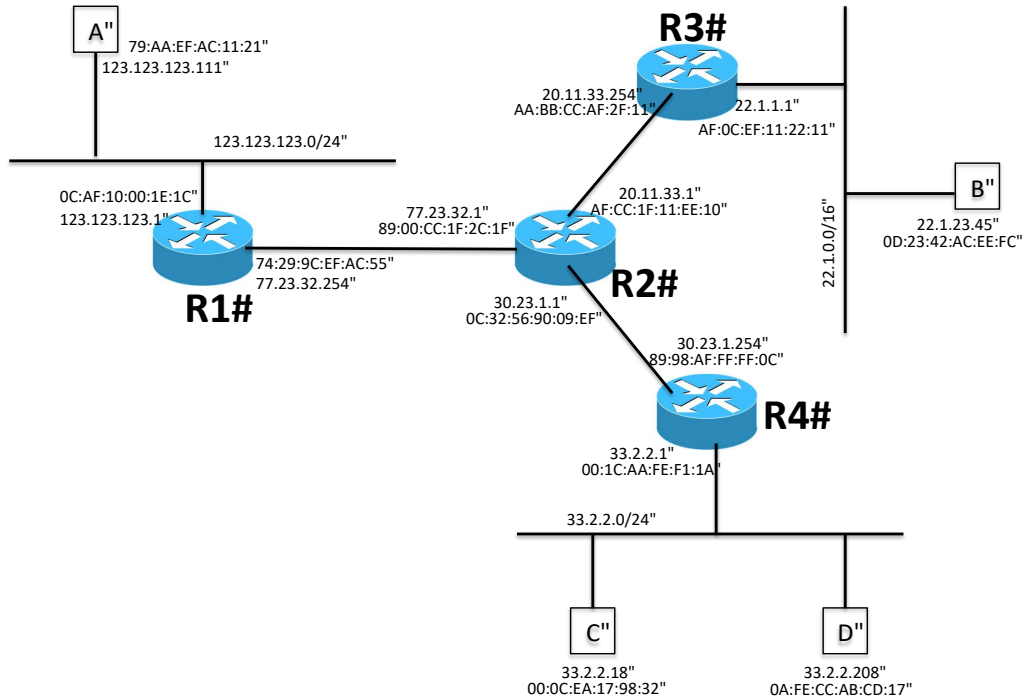 A"
79:AA:EF:AC:11:21"
123.123.123.111"
123.123.123.0/24"
0C:AF:10:00:1E:1C"
123.123.123.1"
74:29:9C:EF:AC:55"
77.23.32.254"
R1#
77.23.32.1"
89:00:CC:1F:2C:1F"
R3#
20.11.33.254"
AA:BB:CC:AF:2F:11"
22.1.1.1"
AF:0C:EF:11:22:11"
20.11.33.1"
AF:CC:1F:11:EE:10"
R2#
30.23.1.1"
0C:32:56:90:09:EF"
22.1.0.0/16"
B"
22.1.23.45"
0D:23:42:AC:EE:FC"
30.23.1.254"
89:98:AF:FF:FF:0C"
R4#
33.2.2.1"
00:1C:AA:FE:F1:1A"
33.2.2.0/24"
C"
33.2.2.18"
00:0C:EA:17:98:32"
D"
33.2.2.208"
0A:FE:CC:AB:CD:17"